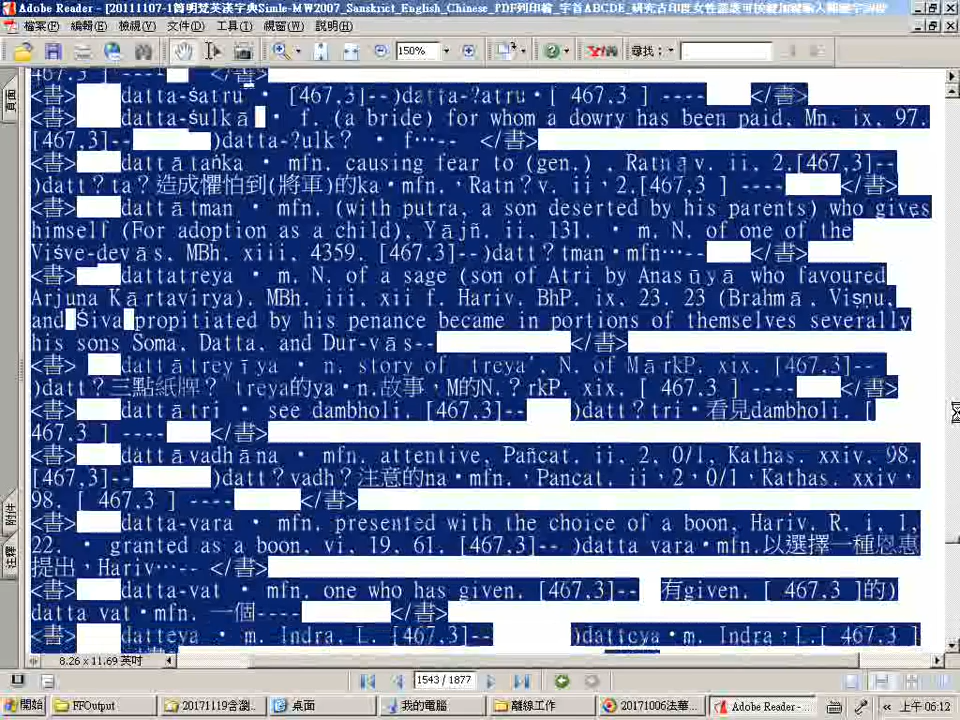 Adobe Reader - [20111107-1簡明梵英漢字典Simle-MW2007_Sanskrit_English_Chinese_PDF列印檔_字首ABCDE_研究古印度女性
檔案(F) 編輯(E) 檢視(V) 文件(D) 工具(T) 視窗(W) 說明(H)
150% 尋找：
467.3 ] ---- </書>
<書> datta-śatru • [467,3]--)datta-?atru • [ 467.3 ] ---- </書>
<書> datta-śulkā • f. (a bride) for whom a dowry has been paid, Mn. ix, 97.
[467,3]-- )datta-?ulk？ • f…-- </書>
<書> dattātaṅka • mfn. causing fear to (gen.) , Ratnāv. ii, 2.[467,3]--
)datt？ta？造成懼怕到(將軍)的ka • mfn.，Ratn？v. ii，2.[467,3 ] ---- </書>
<書> dattātman • mfn. (with putra, a son deserted by his parents) who gives
himself (For adoption as a child), Yājñ. ii, 131. • m. N. of one of the
Viśve-devās, MBh. xiii, 4359. [467,3]--)datt？tman • mfn…-- </書>
<書> dattatreya • m. N. of a sage (son of Atri by Anasūyā who favoured
Arjuna Kārtavirya), MBh. iii, xii f. Hariv. BhP. ix, 23, 23 (Brahmā, Viṣṇu,
and Śiva propitiated by his penance became in portions of themselves severally
his sons Soma, Datta, and Dur-vās-- </書>
<書> dattātreyīya • n. story of treya', N. of MārkP. xix. [467,3]--
)datt？三點紙牌？ treya的ya • n.故事，M的N.？rkP. xix. [ 467.3 ] ---- </書>
<書> dattātri • see dambholi. [467,3]-- )datt？tri • 看見dambholi. [
467.3 ] ---- </書>
<書> dattāvadhāna • mfn. attentive, Pañcat. ii, 2, 0/1, Kathas. xxiv, 98.
[467,3]-- )datt？vadh？注意的na • mfn.，Pancat. ii，2，0/1，Kathas. xxiv，
98. [ 467.3 ] ---- </書>
<書> datta-vara • mfn. presented with the choice of a boon, Hariv. R. i, 1,
22. • granted as a boon, vi, 19, 61. [467,3]-- )datta vara • mfn.以選擇一種恩惠
提出，Hariv…-- </書>
<書> datta-vat • mfn. one who has given. [467,3]-- 有given. [ 467.3 ]的)
datta vat • mfn. 一個---- </書>
<書> datteya • m. Indra, L. [467,3]-- )datteya • m. Indra，L.[ 467.3 ]
頁面
附件
註釋
8.26 x 11.69 英吋
1543 / 1877
開始 FFOutput 20171119含瀏... 桌面 我的電腦 離線工作 20171006法華... Adobe Reader - [... 上午 06:12